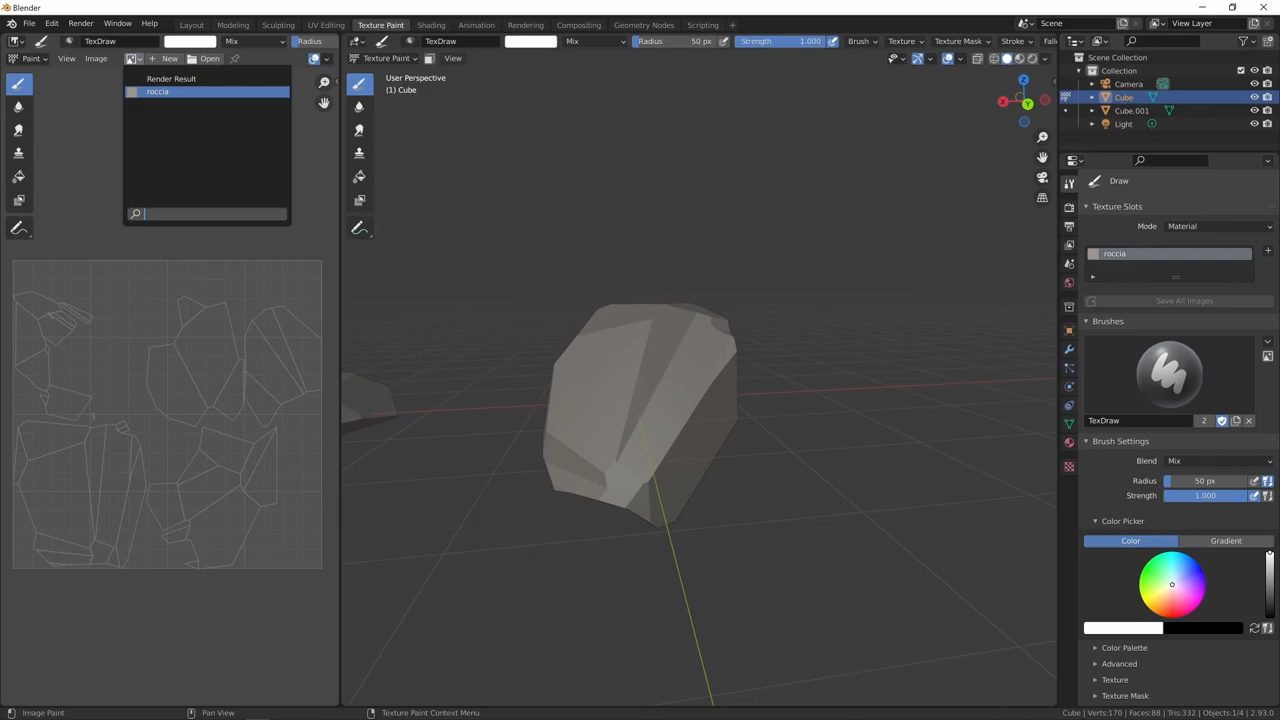 Blender
File Edit Render Window Help Layout Modeling Sculpting UV Editing Texture Paint Shading Animation Rendering Compositing Geometry Nodes Scripting + Scene View Layer
TexDraw Mix Radius TexDraw Mix Radius 50 px Strength 1.000 Brush Texture Texture Mask Stroke Fall
Paint View Image New Open Texture Paint View
Scene Collection
Collection
Camera
Cube
Cube.001
Light
Render Result
roccia
User Perspective
(1) Cube
Z
X
Y
Draw
Texture Slots
Mode Material
roccia
Save All Images
Brushes
TexDraw 2
Brush Settings
Blend Mix
Radius 50 px
Strength 1.000
Color Picker
Color Gradient
Color Palette
Advanced
Texture
Texture Mask
Image Paint Pan View Texture Paint Context Menu Cube | Verts:170 | Faces:88 | Tris:332 | Objects:1/4 | 2.93.0